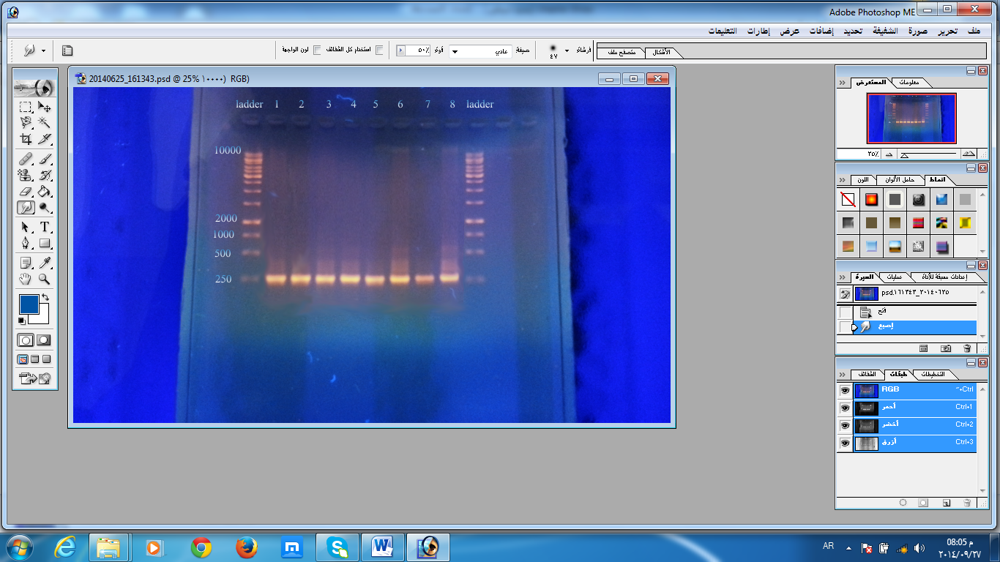 Adobe Photoshop ME
ملف تحرير صورة الشفيفة تحديد إضافات عرض إطارات التعليمات
فرشاة: ٤٧ صيغة: عادي قوة: ٥٠٪ استخدام كل الشفائف لون الواجهة
متصفح ملف الأشكال
20140625_161343.psd @ 25% (١٠٠٠٠ RGB)
ladder 1 2 3 4 5 6 7 8 ladder
10000
2000
1000
500
250
المستعرض معلومات
٢٥٪
اللون حامل الألوان أنماط
السيرة عمليات إعدادات مسبقة للأداة
٢٠١٤٠٦٢٥_١٦١٣٤٣.psd
فتح
إصبع
الشفائف طبقات التخطيطات
RGB Ctrl+~
أحمر Ctrl+1
أخضر Ctrl+2
أزرق Ctrl+3
AR
08:05 م
٢٠١٤/٠٩/٢٧